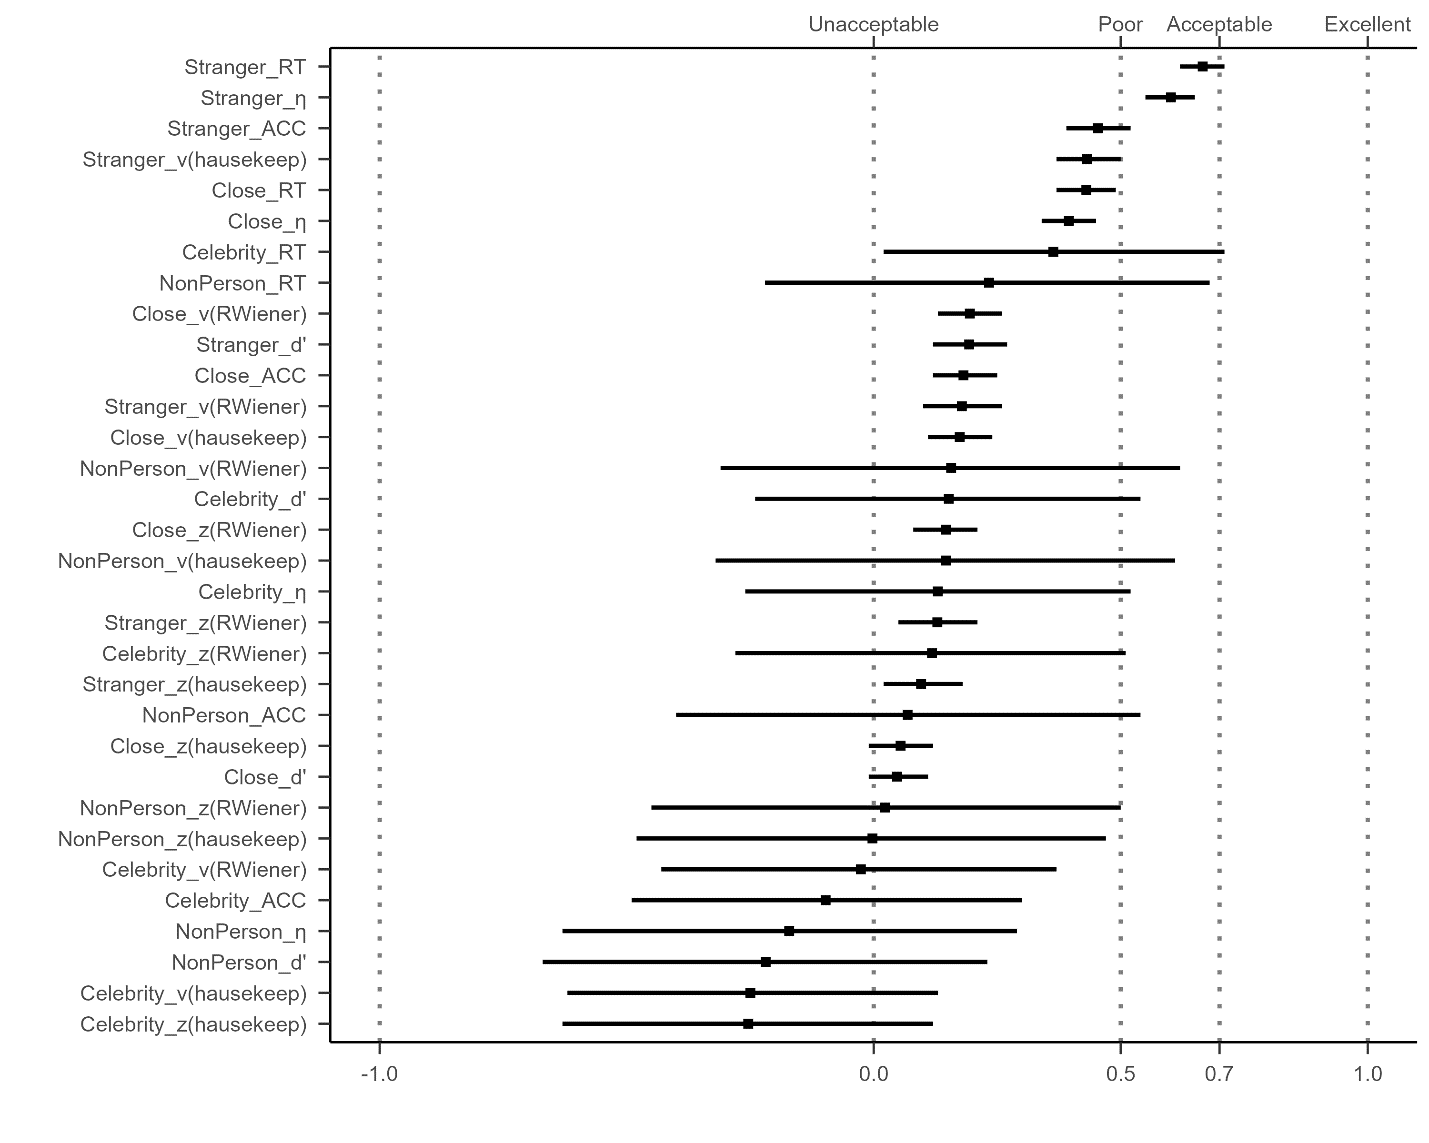 Unacceptable Poor Acceptable Excellent
Stranger_RT
Stranger_η
Stranger_ACC
Stranger_v(hausekeep)
Close_RT
Close_η
Celebrity_RT
NonPerson_RT
Close_v(RWiener)
Stranger_d'
Close_ACC
Stranger_v(RWiener)
Close_v(hausekeep)
NonPerson_v(RWiener)
Celebrity_d'
Close_z(RWiener)
NonPerson_v(hausekeep)
Celebrity_η
Stranger_z(RWiener)
Celebrity_z(RWiener)
Stranger_z(hausekeep)
NonPerson_ACC
Close_z(hausekeep)
Close_d'
NonPerson_z(RWiener)
NonPerson_z(hausekeep)
Celebrity_v(RWiener)
Celebrity_ACC
NonPerson_η
NonPerson_d'
Celebrity_v(hausekeep)
Celebrity_z(hausekeep)
-1.0 0.0 0.5 0.7 1.0